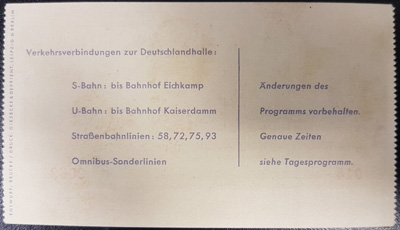 Verkehrsverbindungen zur Deutschlandhalle:
S-Bahn: bis Bahnhof Eichkamp
U-Bahn: bis Bahnhof Kaiserdamm
Straßenbahnlinien: 58, 72, 75, 93
Omnibus-Sonderlinien
Änderungen des
Programms vorbehalten.
Genaue Zeiten
siehe Tagesprogramm.